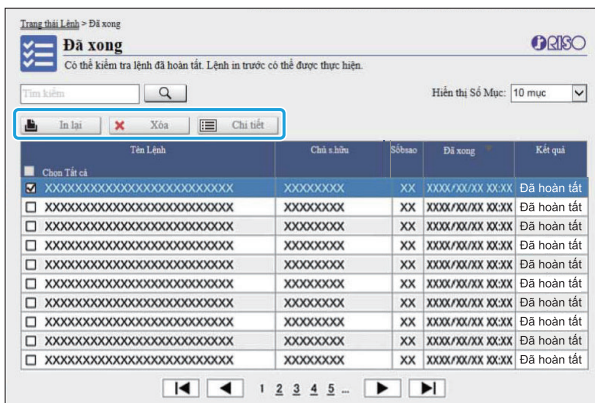 Trang thái Lệnh > Đã xong
Đã xong
RISO
Có thể kiểm tra lệnh đã hoàn tất. Lệnh in trước có thể được thực hiện.
Tìm kiếm
Hiển thị Số Mục: 10 mục
In lại Xóa Chi tiết
Tên Lệnh Chủ s.hữu Sốbsao Đã xong Kết quả
Chọn Tất cả
XXXXXXXXXXXXXXXXXXXXXXXXX XXXXXXXX XX XXXX/XX/XX XX:XX Đã hoàn tất
XXXXXXXXXXXXXXXXXXXXXXXXX XXXXXXXX XX XXXX/XX/XX XX:XX Đã hoàn tất
XXXXXXXXXXXXXXXXXXXXXXXXX XXXXXXXX XX XXXX/XX/XX XX:XX Đã hoàn tất
XXXXXXXXXXXXXXXXXXXXXXXXX XXXXXXXX XX XXXX/XX/XX XX:XX Đã hoàn tất
XXXXXXXXXXXXXXXXXXXXXXXXX XXXXXXXX XX XXXX/XX/XX XX:XX Đã hoàn tất
XXXXXXXXXXXXXXXXXXXXXXXXX XXXXXXXX XX XXXX/XX/XX XX:XX Đã hoàn tất
XXXXXXXXXXXXXXXXXXXXXXXXX XXXXXXXX XX XXXX/XX/XX XX:XX Đã hoàn tất
XXXXXXXXXXXXXXXXXXXXXXXXX XXXXXXXX XX XXXX/XX/XX XX:XX Đã hoàn tất
XXXXXXXXXXXXXXXXXXXXXXXXX XXXXXXXX XX XXXX/XX/XX XX:XX Đã hoàn tất
XXXXXXXXXXXXXXXXXXXXXXXXX XXXXXXXX XX XXXX/XX/XX XX:XX Đã hoàn tất
1 2 3 4 5 ...